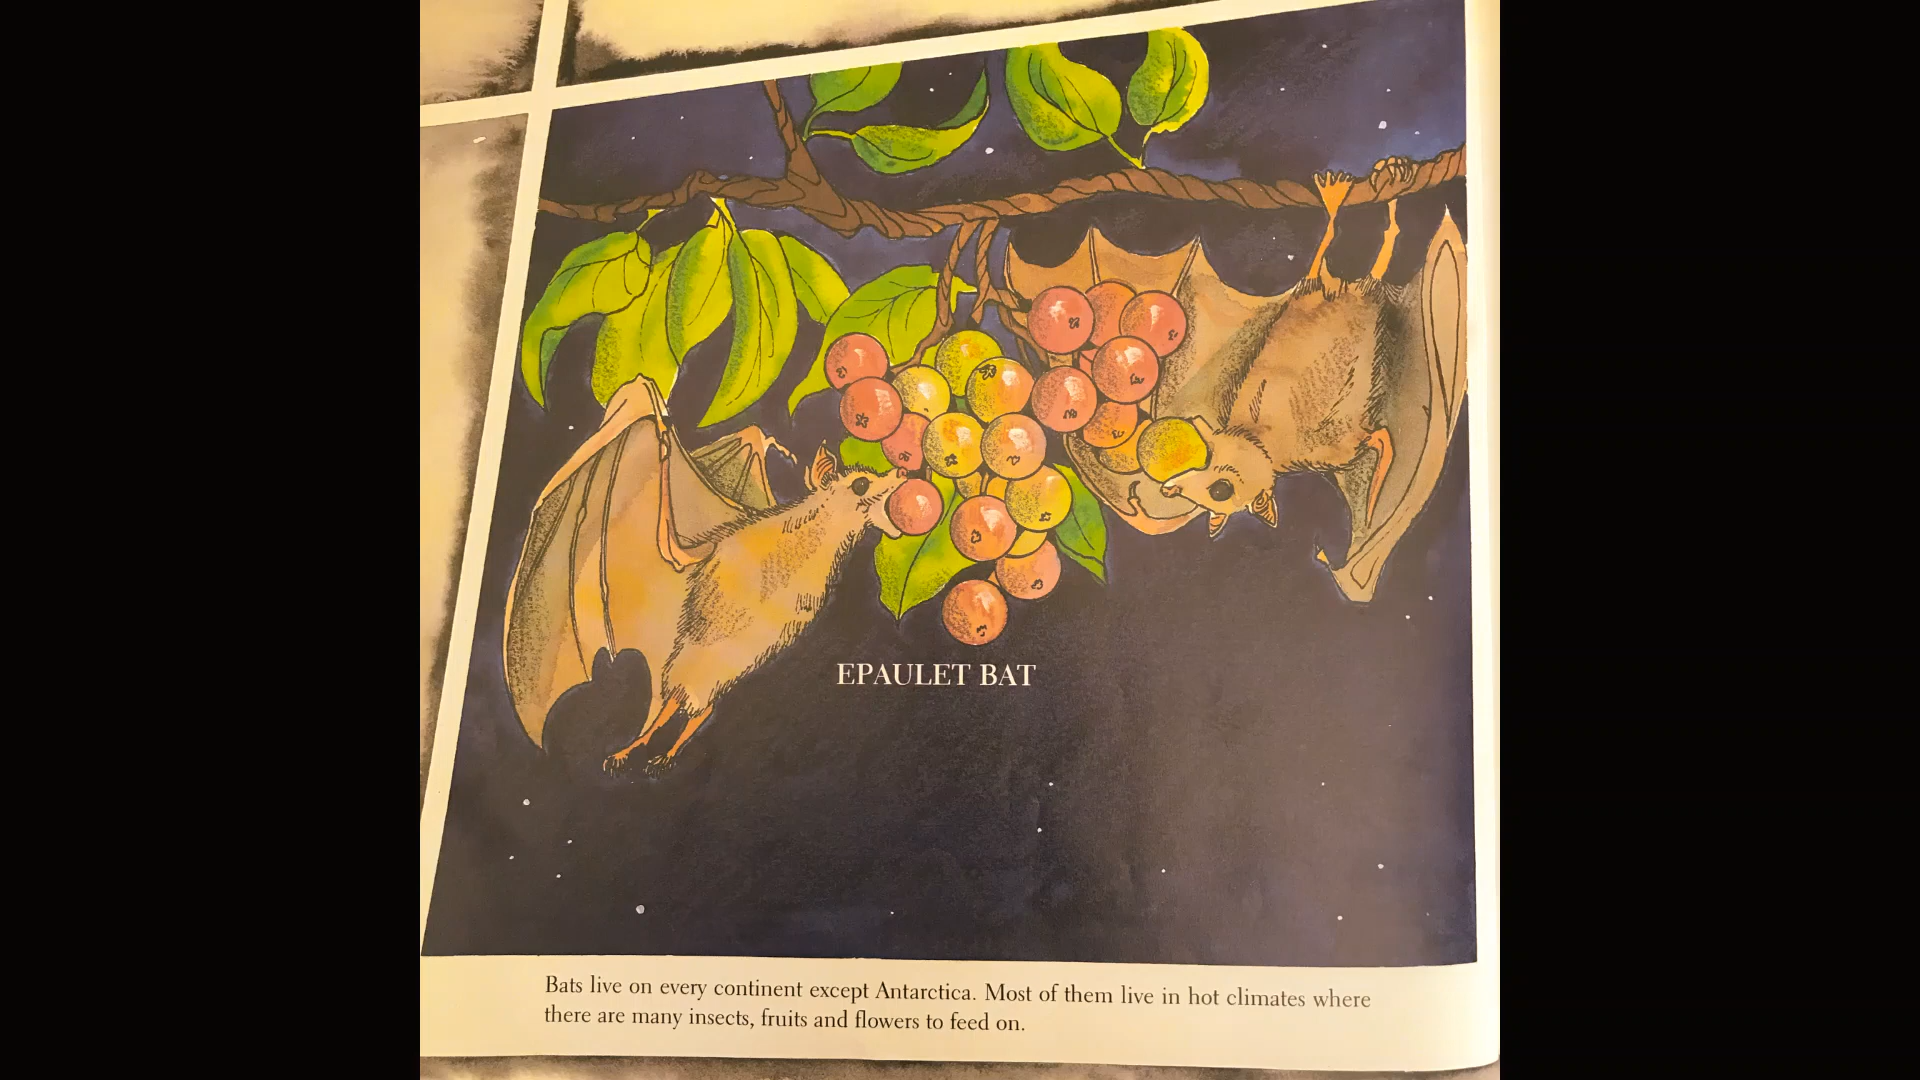 EPAULET BAT
Bats live on every continent except Antarctica. Most of them live in hot climates where
there are many insects, fruits and flowers to feed on.